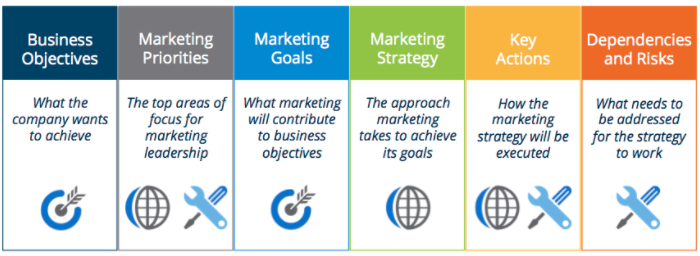 Business
Objectives
What the
company wants
to achieve
Marketing
Priorities
The top areas of
focus for
marketing
leadership
Marketing
Goals
What marketing
will contribute
to business
objectives
Marketing
Strategy
The approach
marketing
takes to achieve
its goals
Key
Actions
How the
marketing
strategy will be
executed
Dependencies
and Risks
What needs to
be addressed
for the strategy
to work